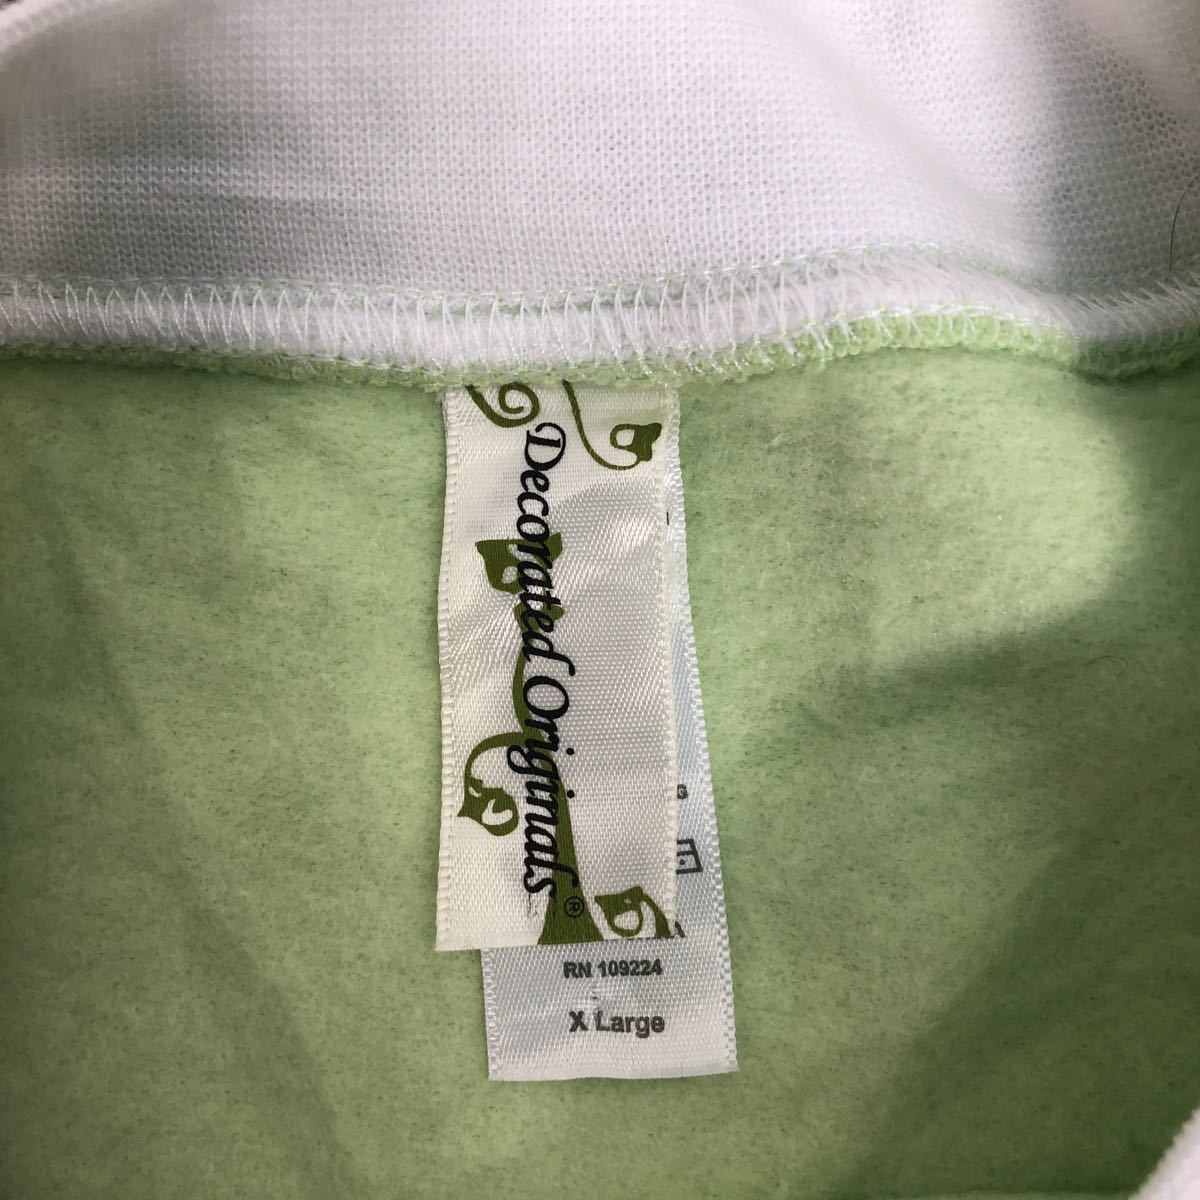 Decorated Originals®
RN 109224
X Large